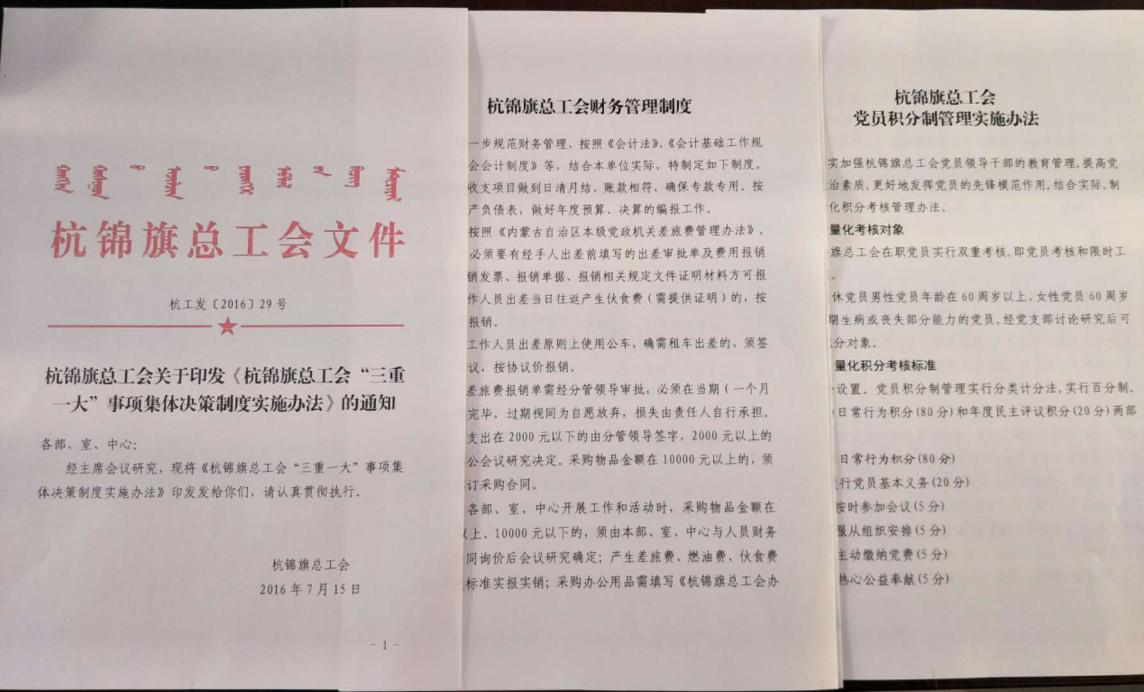 杭锦旗总工会文件
杭工发〔2016〕29号
杭锦旗总工会关于印发《杭锦旗总工会“三重
一大”事项集体决策制度实施办法》的通知
各部、室、中心：
经主席会议研究，现将《杭锦旗总工会“三重一大”事项集
体决策制度实施办法》印发发给你们，请认真贯彻执行。
杭锦旗总工会
2016年7月15日
- 1 -
杭锦旗总工会财务管理制度
一步规范财务管理，按照《会计法》、《会计基础工作规
会会计制度》等，结合本单位实际，特制定如下制度。
收支项目做到日清月结、账款相符，确保专款专用。按
产负债表，做好年度预算、决算的编报工作。
按照《内蒙古自治区本级党政机关差旅费管理办法》，
必须要有经手人出差前填写的出差审批单及费用报销
销发票、报销单据、报销相关规定文件证明材料方可报
作人员出差当日往返产生伙食费（需提供证明）的，按
报销。
工作人员出差原则上使用公车，确需租车出差的，须签
议，按协议价报销。
差旅费报销单需经分管领导审批，必须在当期（一个月
完毕，过期视同为自愿放弃，损失由责任人自行承担。
支出在2000元以下的由分管领导签字，2000元以上的
公会议研究决定。采购物品金额在10000元以上的，须
订采购合同。
各部、室、中心开展工作和活动时，采购物品金额在
以上、10000元以下的，须由本部、室、中心与人员财务
同询价后会议研究确定；产生差旅费、燃油费、伙食费
标准实报实销；采购办公用品需填写《杭锦旗总工会办
杭锦旗总工会
党员积分制管理实施办法
实加强杭锦旗总工会党员领导干部的教育管理,提高党
治素质,更好地发挥党员的先锋模范作用,结合实际,制
化积分考核管理办法。
量化考核对象
旗总工会在职党员实行双重考核,即党员考核和限时工
休党员男性党员年龄在60周岁以上、女性党员60周岁
期生病或丧失部分能力的党员,经党支部讨论研究后可
分对象。
量化积分考核标准
设置。党员积分制管理实行分类计分法,实行百分制,
日常行为积分(80分)和年度民主评议积分(20分)两部
日常行为积分(80分)
行党员基本义务(20分)
按时参加会议(5分)
服从组织安排(5分)
主动缴纳党费(5分)
热心公益奉献(5分)